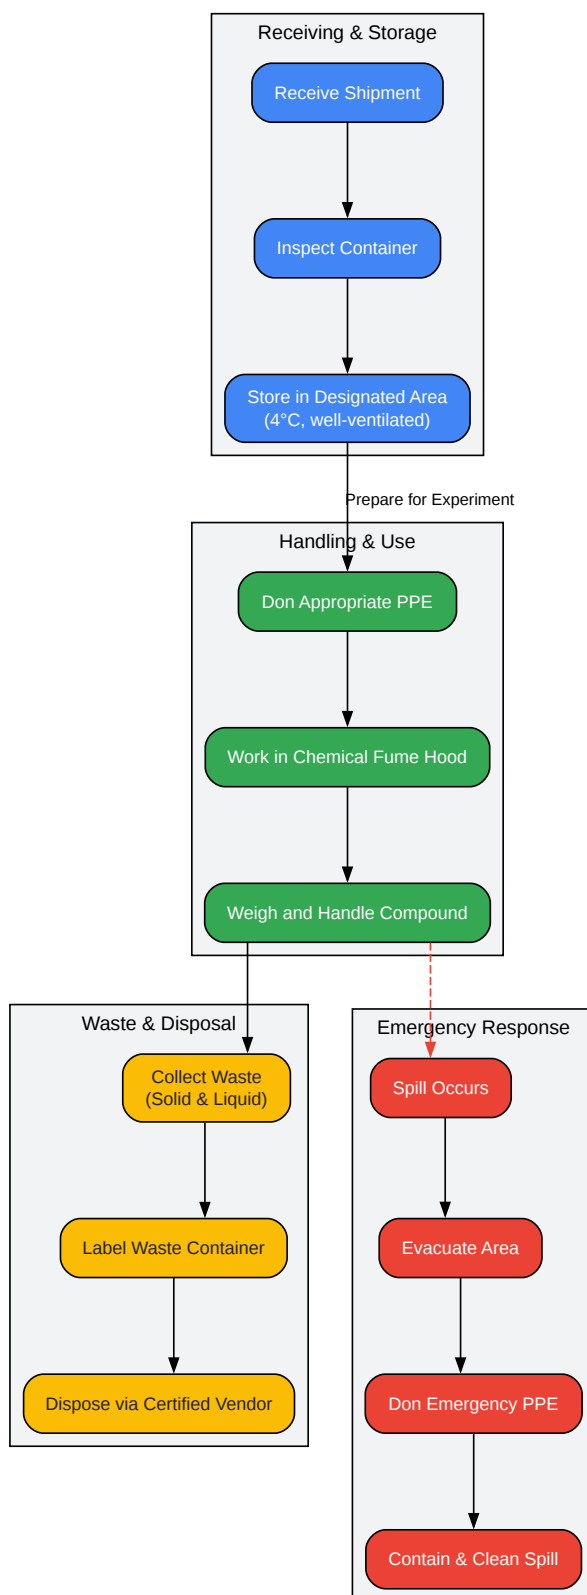 Receiving & Storage
Receive Shipment
Inspect Container
Store in Designated Area
(4°C, well-ventilated)
Prepare for Experiment
Handling & Use
Don Appropriate PPE
Work in Chemical Fume Hood
Weigh and Handle Compound
Waste & Disposal
Collect Waste
(Solid & Liquid)
Label Waste Container
Dispose via Certified Vendor
Emergency Response
Spill Occurs
Evacuate Area
Don Emergency PPE
Contain & Clean Spill